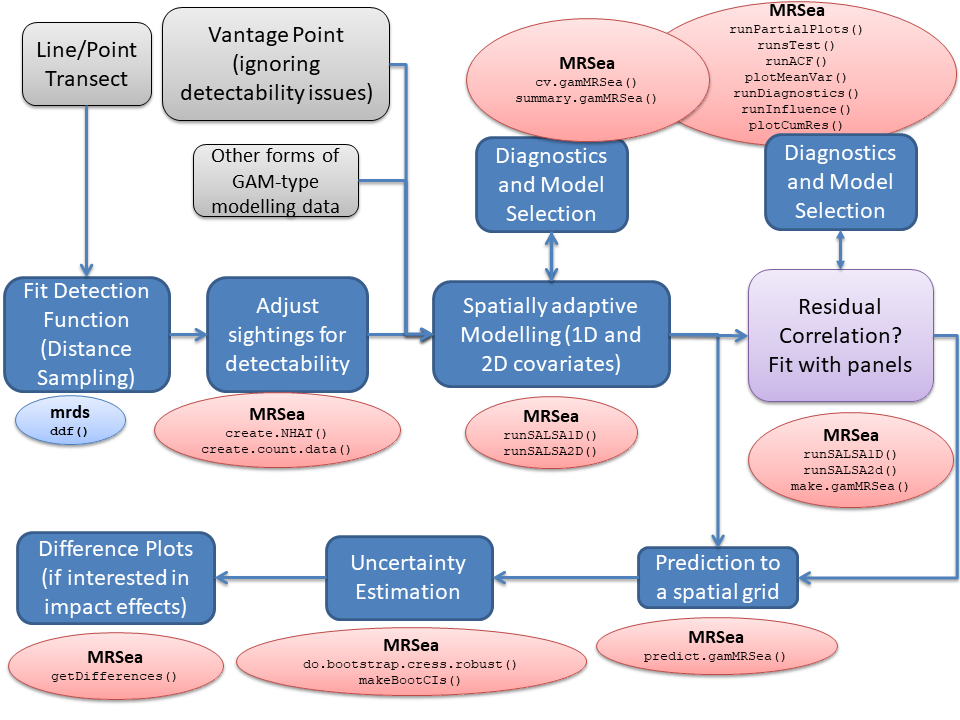 Line/Point
Transect
Vantage Point
(ignoring
detectability issues)
Other forms of
GAM-type
modelling data
MRSea
cv.gamMRSea()
summary.gamMRSea()
MRSea
runPartialPlots()
runsTest()
runACF()
plotMeanVar()
runDiagnostics()
runInfluence()
plotCumRes()
Diagnostics
and Model
Selection
Diagnostics
and Model
Selection
Fit Detection
Function
(Distance
Sampling)
mrds
ddf()
Adjust
sightings for
detectability
MRSea
create.NHAT()
create.count.data()
Spatially adaptive
Modelling (1D and
2D covariates)
MRSea
runSALSA1D()
runSALSA2D()
Residual
Correlation?
Fit with panels
MRSea
runSALSA1D()
runSALSA2d()
make.gamMRSea()
Difference Plots
(if interested in
impact effects)
MRSea
getDifferences()
Uncertainty
Estimation
MRSea
do.bootstrap.cress.robust()
makeBootCIs()
Prediction to
a spatial grid
MRSea
predict.gamMRSea()